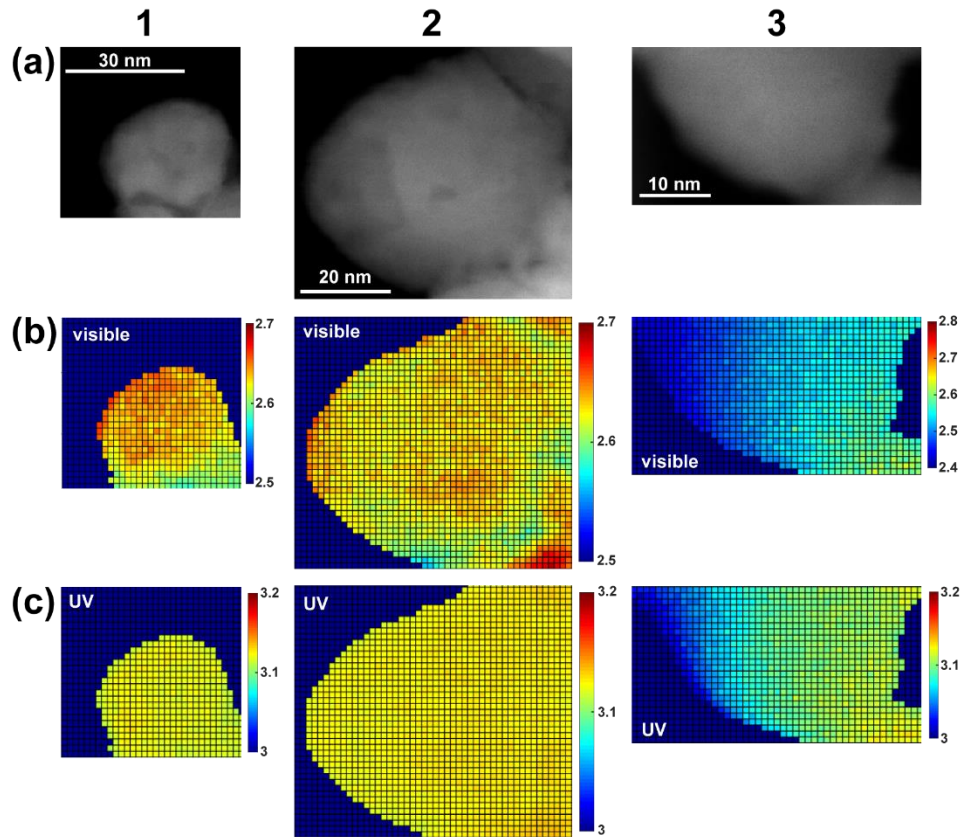 1 2 3
(a)
30 nm
20 nm
10 nm
(b)
visible
2.7
2.6
2.5
visible
2.7
2.6
2.5
visible
2.8
2.7
2.6
2.5
2.4
(c)
UV
3.2
3.1
3
UV
3.2
3.1
3
UV
3.2
3.1
3